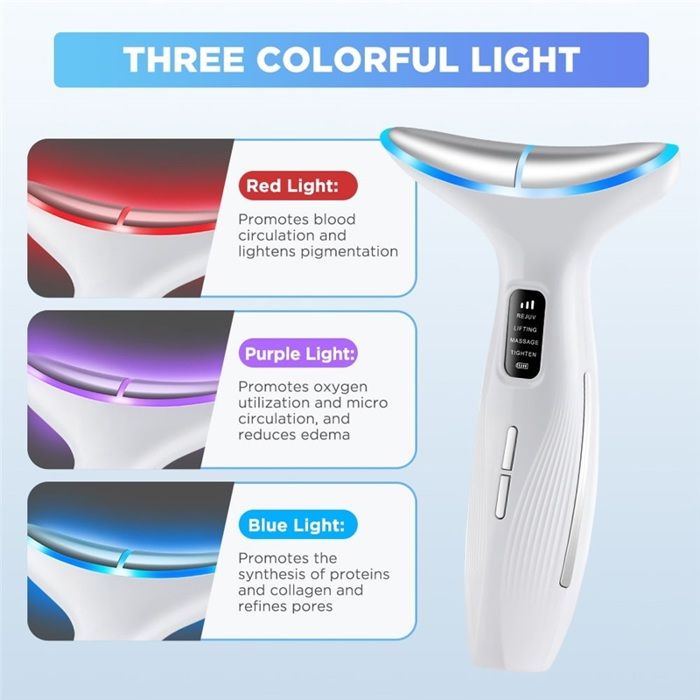 THREE COLORFUL LIGHT
Red Light:
Promotes blood
circulation and
lightens pigmentation
Purple Light:
Promotes oxygen
utilization and micro
circulation, and
reduces edema
Blue Light:
Promotes the
synthesis of proteins
and collagen and
refines pores
REJUV
LIFTING
MASSAGE
TIGHTEN